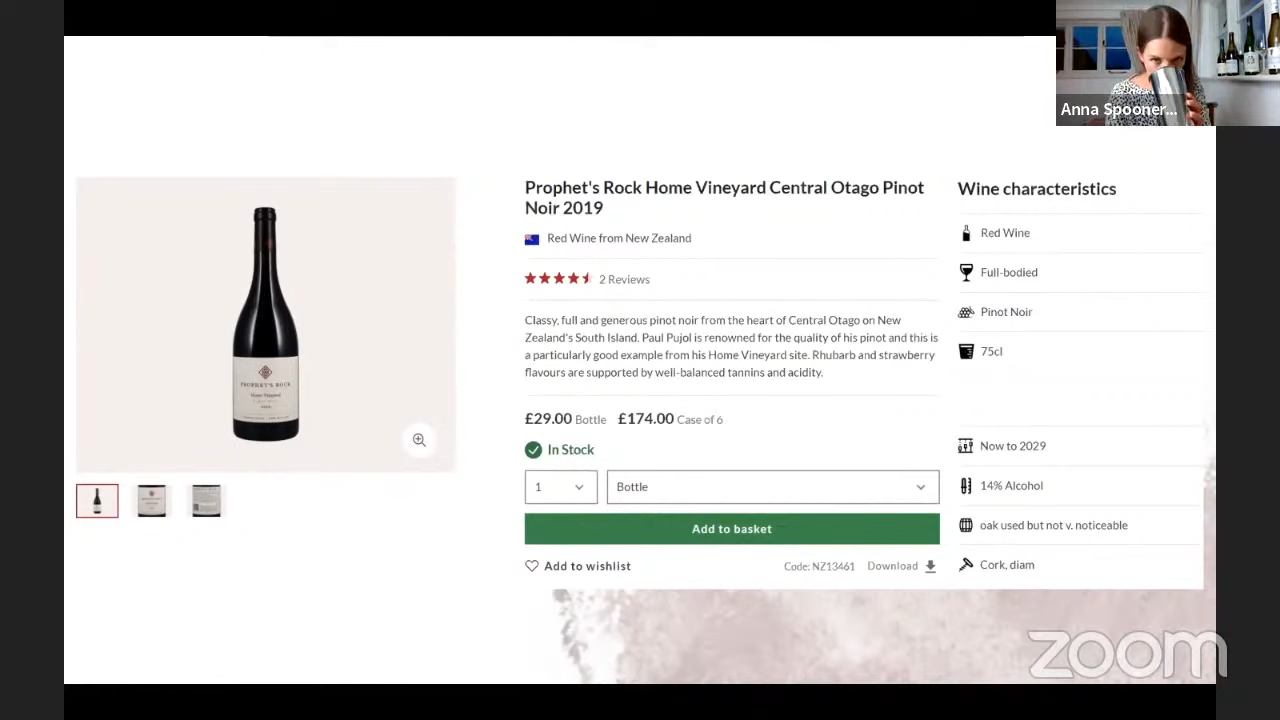 Anna Spooner...
Prophet's Rock Home Vineyard Central Otago Pinot
Noir 2019
Red Wine from New Zealand
2 Reviews
Classy, full and generous pinot noir from the heart of Central Otago on New
Zealand's South Island. Paul Pujol is renowned for the quality of his pinot and this is
a particularly good example from his Home Vineyard site. Rhubarb and strawberry
flavours are supported by well-balanced tannins and acidity.
£29.00 Bottle £174.00 Case of 6
In Stock
1
Bottle
Add to basket
Add to wishlist
Code: NZ13461
Download
Wine characteristics
Red Wine
Full-bodied
Pinot Noir
75cl
Now to 2029
14% Alcohol
oak used but not v. noticeable
Cork, diam
PROPHET'S ROCK
Home Vineyard
zoom